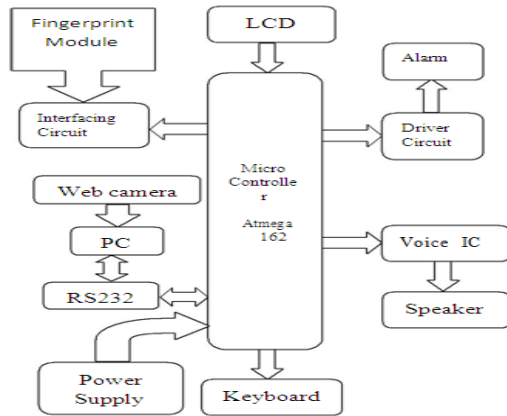 Fingerprint
Module
LCD
Alarm
Interfacing
Circuit
Driver
Circuit
Micro
Controlle
r
Atmega
162
Web camera
PC
RS232
Voice IC
Speaker
Power
Supply
Keyboard